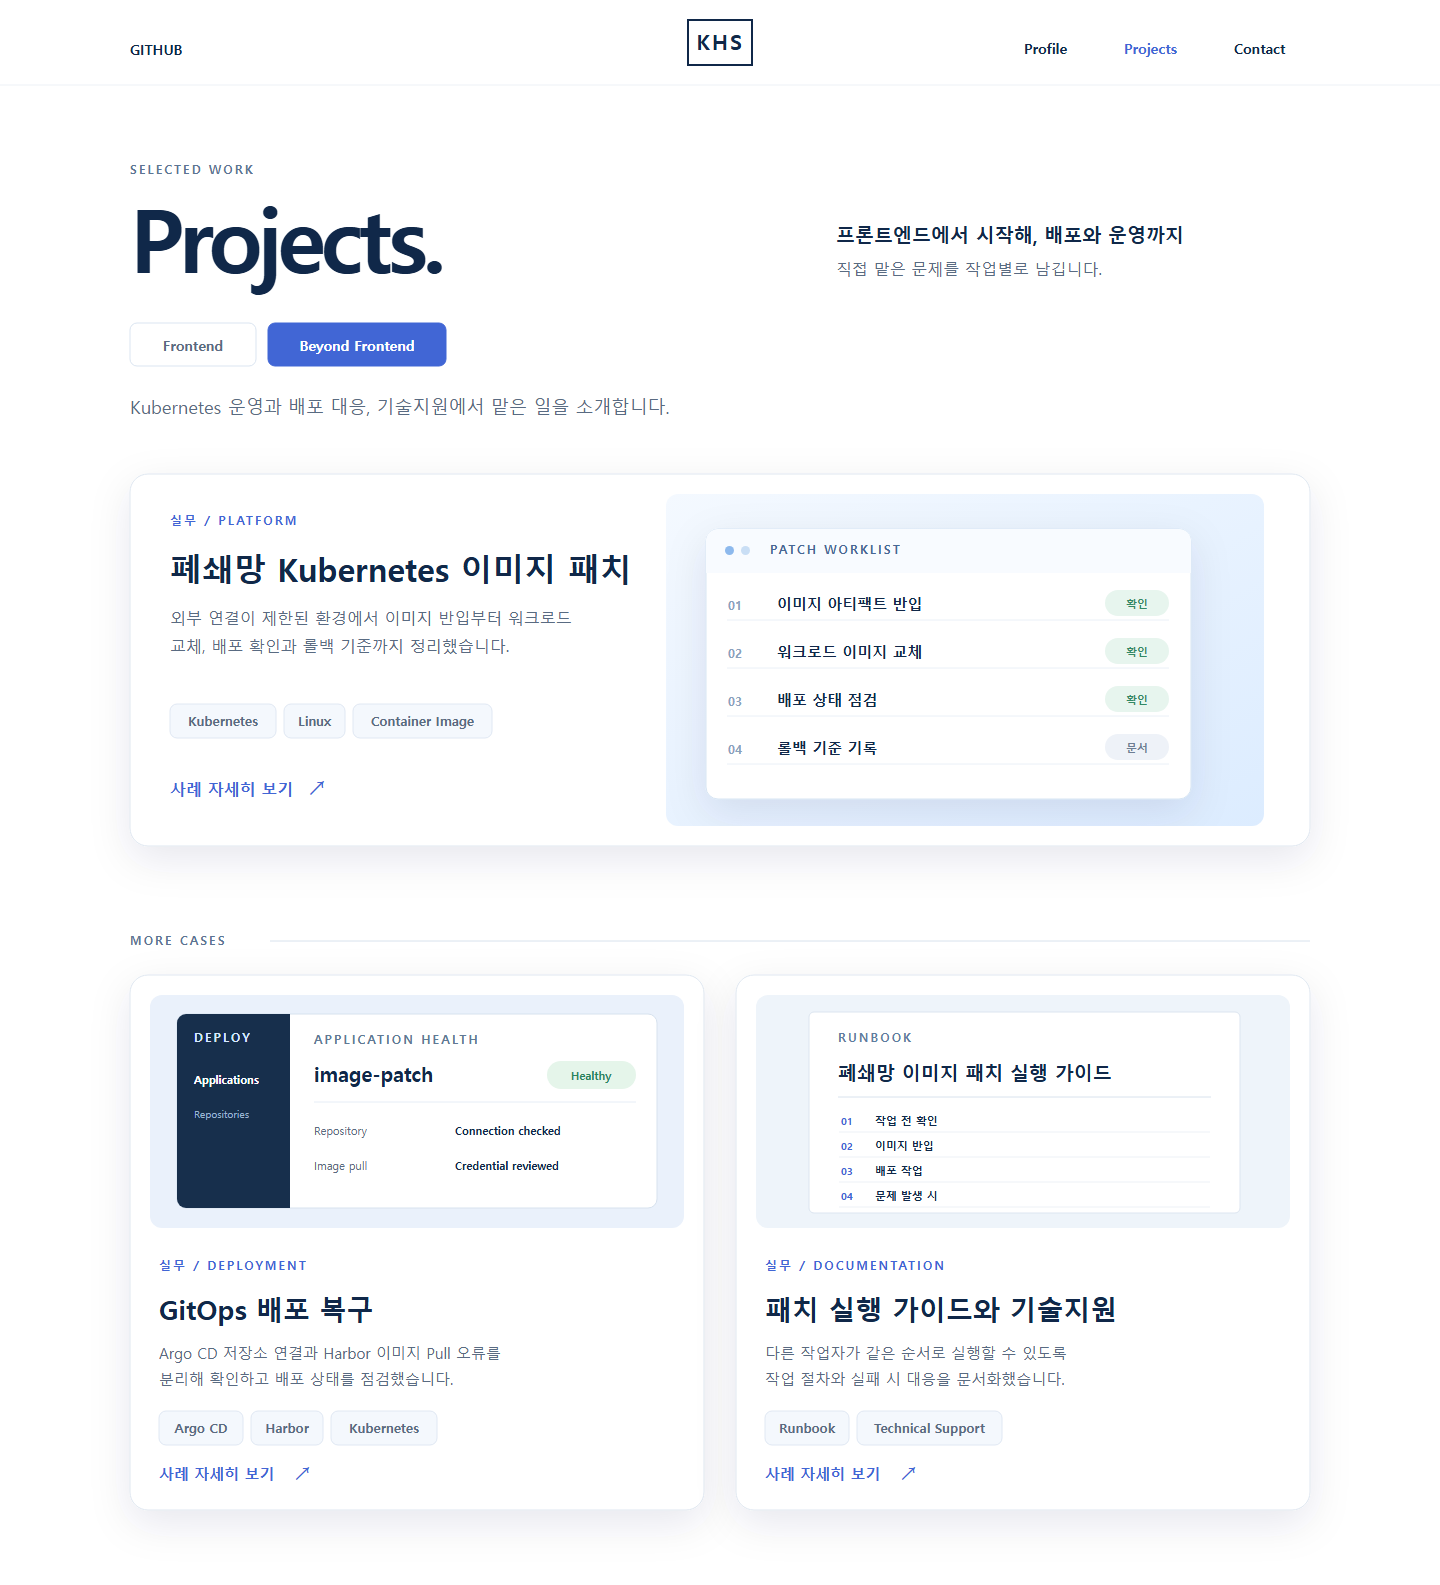 GITHUB
KHS
Profile
Projects
Contact
SELECTED WORK
Projects.
프론트엔드에서 시작해, 배포와 운영까지
직접 맡은 문제를 작업별로 남깁니다.
Frontend
Beyond Frontend
Kubernetes 운영과 배포 대응, 기술지원에서 맡은 일을 소개합니다.
실무 / PLATFORM
폐쇄망 Kubernetes 이미지 패치
외부 연결이 제한된 환경에서 이미지 반입부터 워크로드
교체, 배포 확인과 롤백 기준까지 정리했습니다.
Kubernetes
Linux
Container Image
사례 자세히 보기 ↗
PATCH WORKLIST
01 이미지 아티팩트 반입 확인
02 워크로드 이미지 교체 확인
03 배포 상태 점검 확인
04 롤백 기준 기록 문서
MORE CASES
DEPLOY
Applications
Repositories
APPLICATION HEALTH
image-patch Healthy
Repository Connection checked
Image pull Credential reviewed
실무 / DEPLOYMENT
GitOps 배포 복구
Argo CD 저장소 연결과 Harbor 이미지 Pull 오류를
분리해 확인하고 배포 상태를 점검했습니다.
Argo CD
Harbor
Kubernetes
사례 자세히 보기 ↗
RUNBOOK
폐쇄망 이미지 패치 실행 가이드
01 작업 전 확인
02 이미지 반입
03 배포 작업
04 문제 발생 시
실무 / DOCUMENTATION
패치 실행 가이드와 기술지원
다른 작업자가 같은 순서로 실행할 수 있도록
작업 절차와 실패 시 대응을 문서화했습니다.
Runbook
Technical Support
사례 자세히 보기 ↗